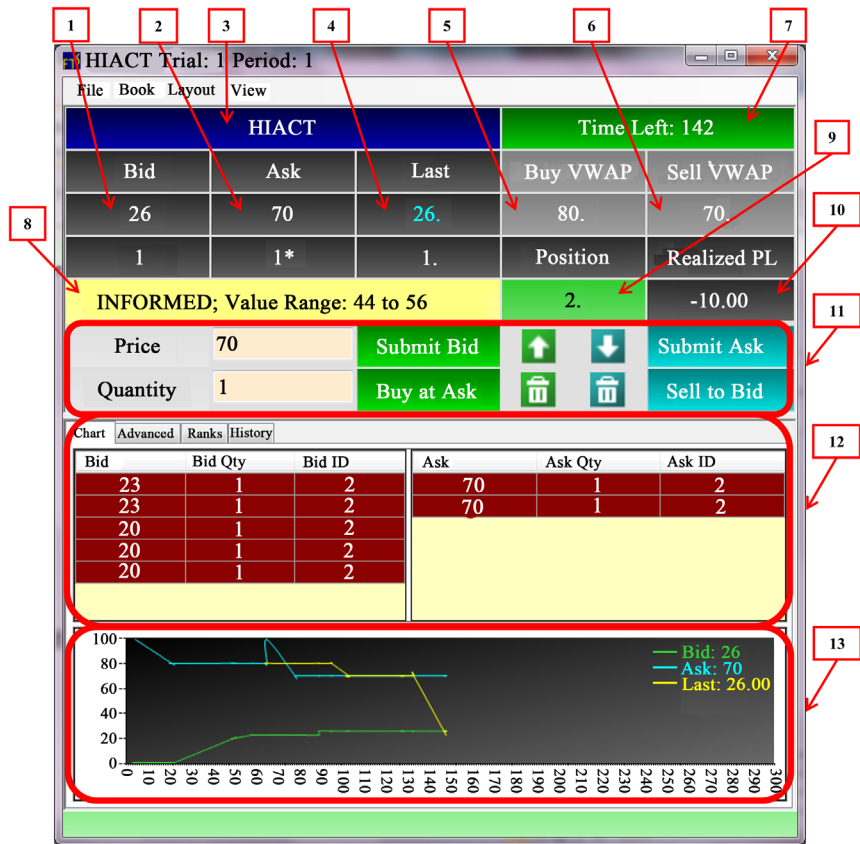 1 2 3 4 5 6 7
HIACT Trial: 1 Period: 1
File Book Layout View
HIACT Time Left: 142
9
Bid Ask Last Buy VWAP Sell VWAP
8 26 70 26. 80. 70. 10
1 1* 1. Position Realized PL
INFORMED; Value Range: 44 to 56 2. -10.00
11
Price 70 Submit Bid Submit Ask
Quantity 1 Buy at Ask Sell to Bid
Chart Advanced Ranks History
12
Bid Bid Qty Bid ID Ask Ask Qty Ask ID
23 1 2 70 1 2
23 1 2 70 1 2
20 1 2
20 1 2
20 1 2
100
80
60
40
20
0
Bid: 26
Ask: 70
Last: 26.00
13
0 10 20 30 40 50 60 70 80 90 100 110 120 130 140 150 160 170 180 190 200 210 220 230 240 250 260 270 280 290 300